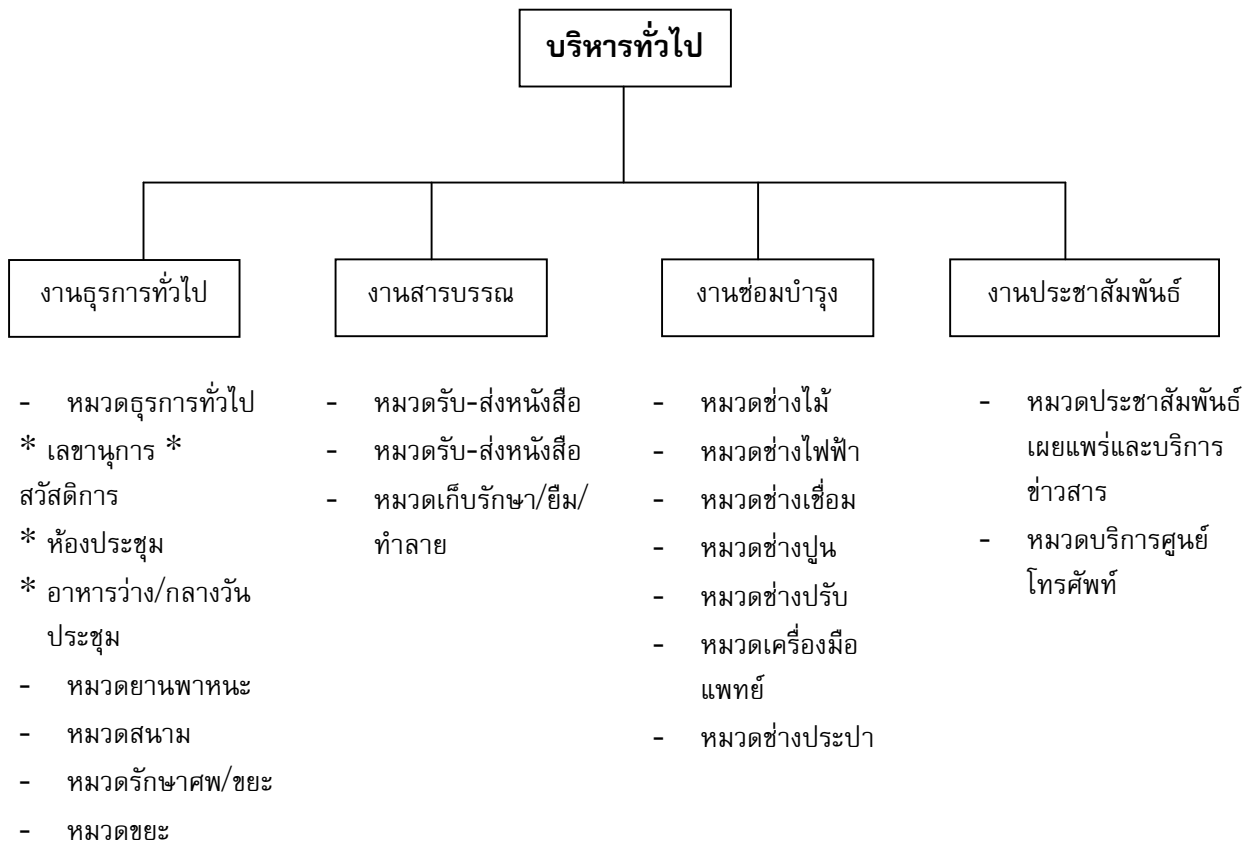 บริหารทั่วไป
งานธุรการทั่วไป
งานสารบรรณ
งานซ่อมบำรุง
งานประชาสัมพันธ์
- หมวดธุรการทั่วไป
* เลขานุการ *
สวัสดิการ
* ห้องประชุม
* อาหารว่าง/กลางวัน
ประชุม
- หมวดยานพาหนะ
- หมวดสนาม
- หมวดรักษาศพ/ขยะ
- หมวดขยะ
- หมวดรับ-ส่งหนังสือ
- หมวดรับ-ส่งหนังสือ
- หมวดเก็บรักษา/ยืม/
ทำลาย
- หมวดช่างไม้
- หมวดช่างไฟฟ้า
- หมวดช่างเชื่อม
- หมวดช่างปูน
- หมวดช่างปรับ
- หมวดเครื่องมือ
แพทย์
- หมวดช่างประปา
- หมวดประชาสัมพันธ์
เผยแพร่และบริการ
ข่าวสาร
- หมวดบริการศูนย์
โทรศัพท์